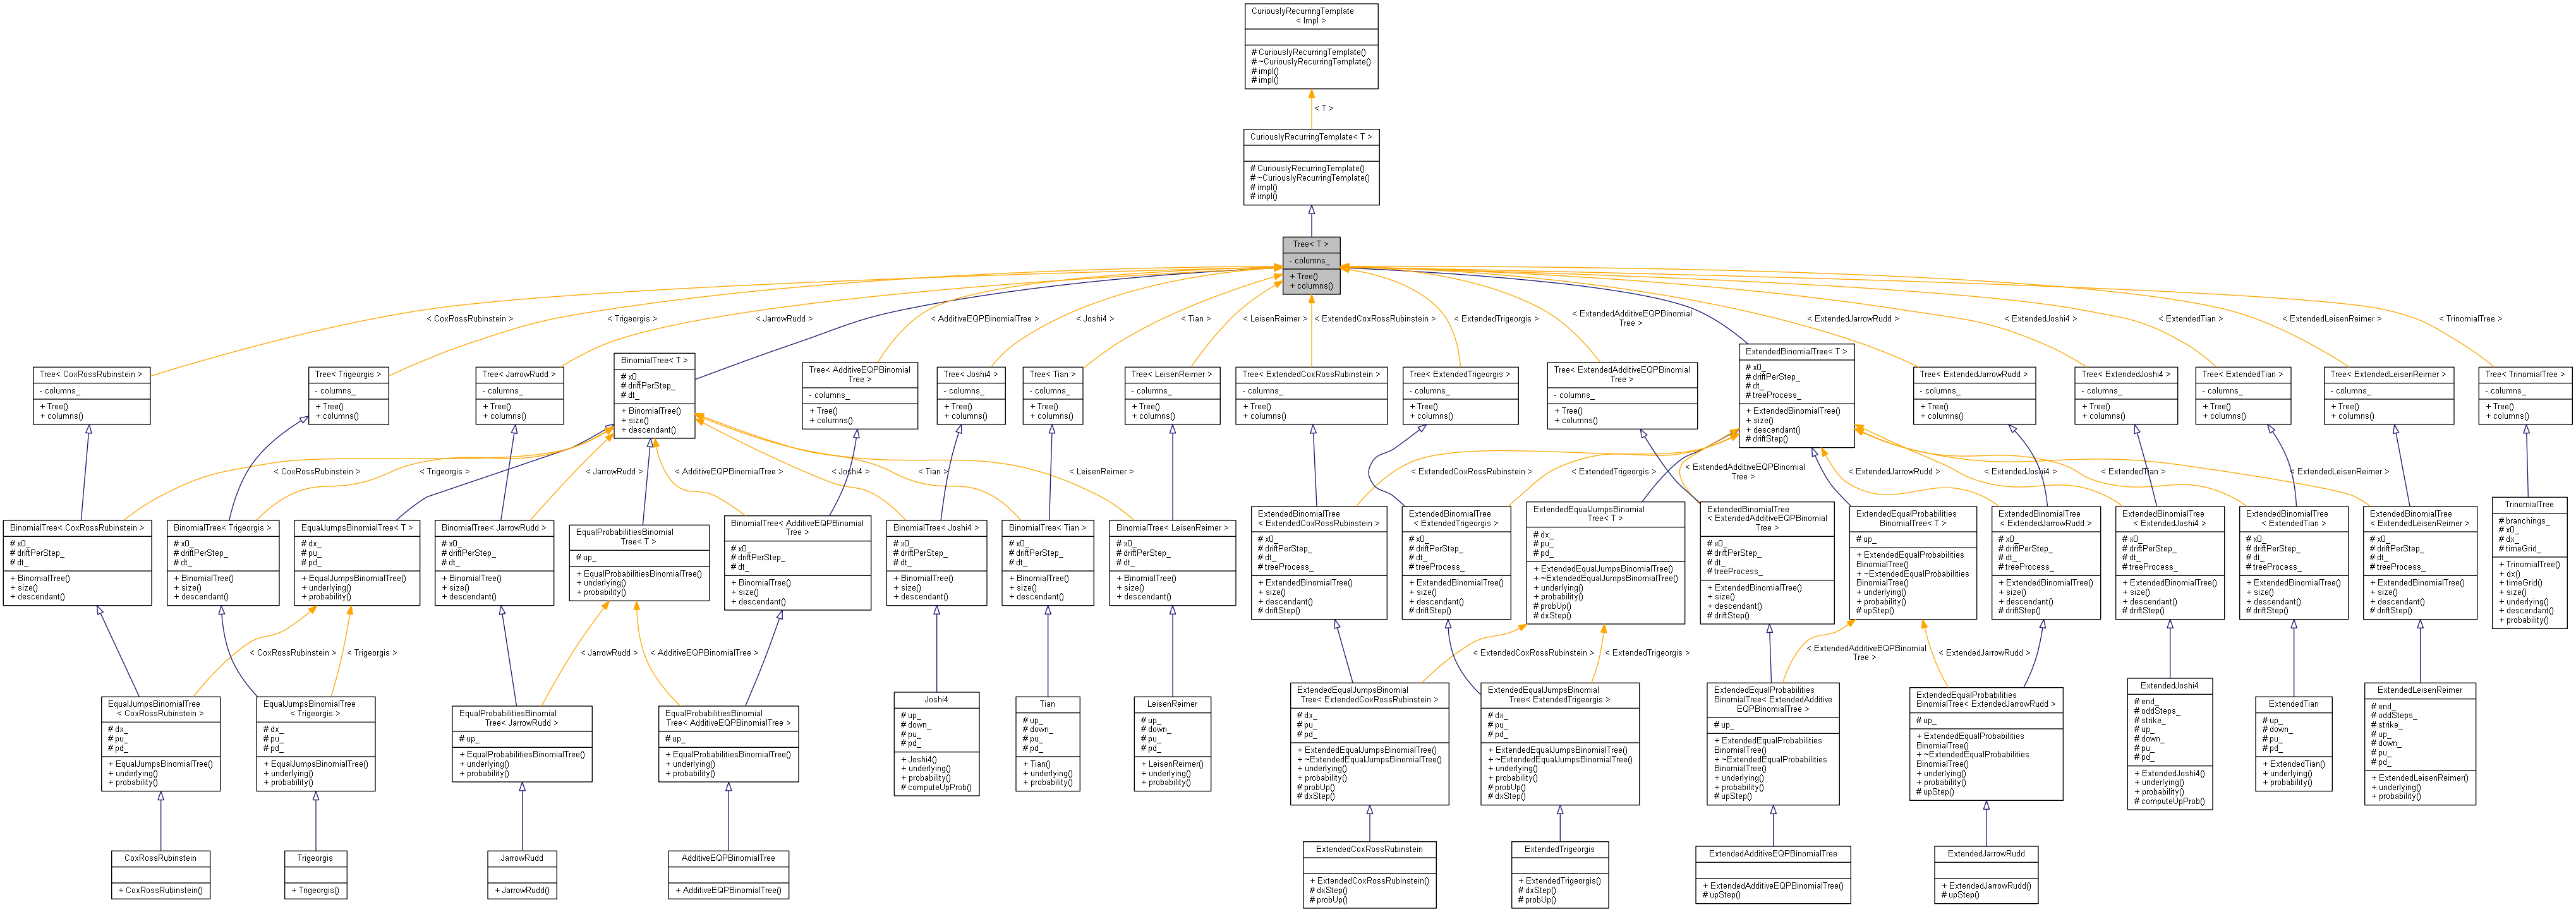 CuriouslyRecurringTemplate
< Impl >
# CuriouslyRecurringTemplate()
# ~CuriouslyRecurringTemplate()
# impl()
# impl()
< T >
CuriouslyRecurringTemplate< T >
# CuriouslyRecurringTemplate()
# ~CuriouslyRecurringTemplate()
# impl()
# impl()
Tree< T >
- columns_
+ Tree()
+ columns()
< CoxRossRubinstein >
< Trigeorgis >
< JarrowRudd >
< AdditiveEQPBinomialTree >
< Joshi4 >
< Tian >
< LeisenReimer >
< ExtendedCoxRossRubinstein >
< ExtendedTrigeorgis >
< ExtendedAdditiveEQPBinomial
Tree >
< ExtendedJarrowRudd >
< ExtendedJoshi4 >
< ExtendedTian >
< ExtendedLeisenReimer >
< TrinomialTree >
Tree< CoxRossRubinstein >
- columns_
+ Tree()
+ columns()
Tree< Trigeorgis >
- columns_
+ Tree()
+ columns()
Tree< JarrowRudd >
- columns_
+ Tree()
+ columns()
BinomialTree< T >
# x0_
# driftPerStep_
# dt_
+ BinomialTree()
+ size()
+ descendant()
Tree< AdditiveEQPBinomial
Tree >
- columns_
+ Tree()
+ columns()
Tree< Joshi4 >
- columns_
+ Tree()
+ columns()
Tree< Tian >
- columns_
+ Tree()
+ columns()
Tree< LeisenReimer >
- columns_
+ Tree()
+ columns()
Tree< ExtendedCoxRossRubinstein >
- columns_
+ Tree()
+ columns()
Tree< ExtendedTrigeorgis >
- columns_
+ Tree()
+ columns()
Tree< ExtendedAdditiveEQPBinomial
Tree >
- columns_
+ Tree()
+ columns()
ExtendedBinomialTree< T >
# x0_
# driftPerStep_
# dt_
# treeProcess_
+ ExtendedBinomialTree()
+ size()
+ descendant()
# driftStep()
Tree< ExtendedJarrowRudd >
- columns_
+ Tree()
+ columns()
Tree< ExtendedJoshi4 >
- columns_
+ Tree()
+ columns()
Tree< ExtendedTian >
- columns_
+ Tree()
+ columns()
Tree< ExtendedLeisenReimer >
- columns_
+ Tree()
+ columns()
Tree< TrinomialTree >
- columns_
+ Tree()
+ columns()
< CoxRossRubinstein >
< Trigeorgis >
< JarrowRudd >
< AdditiveEQPBinomialTree >
< Joshi4 >
< Tian >
< LeisenReimer >
< ExtendedCoxRossRubinstein >
< ExtendedTrigeorgis >
< ExtendedAdditiveEQPBinomial
Tree >
< ExtendedJarrowRudd >
< ExtendedJoshi4 >
< ExtendedTian >
< ExtendedLeisenReimer >
BinomialTree< CoxRossRubinstein >
# x0_
# driftPerStep_
# dt_
+ BinomialTree()
+ size()
+ descendant()
BinomialTree< Trigeorgis >
# x0_
# driftPerStep_
# dt_
+ BinomialTree()
+ size()
+ descendant()
EqualJumpsBinomialTree< T >
# dx_
# pu_
# pd_
+ EqualJumpsBinomialTree()
+ underlying()
+ probability()
BinomialTree< JarrowRudd >
# x0_
# driftPerStep_
# dt_
+ BinomialTree()
+ size()
+ descendant()
EqualProbabilitiesBinomial
Tree< T >
# up_
+ EqualProbabilitiesBinomialTree()
+ underlying()
+ probability()
BinomialTree< AdditiveEQPBinomial
Tree >
# x0_
# driftPerStep_
# dt_
+ BinomialTree()
+ size()
+ descendant()
BinomialTree< Joshi4 >
# x0_
# driftPerStep_
# dt_
+ BinomialTree()
+ size()
+ descendant()
BinomialTree< Tian >
# x0_
# driftPerStep_
# dt_
+ BinomialTree()
+ size()
+ descendant()
BinomialTree< LeisenReimer >
# x0_
# driftPerStep_
# dt_
+ BinomialTree()
+ size()
+ descendant()
ExtendedBinomialTree
< ExtendedCoxRossRubinstein >
# x0_
# driftPerStep_
# dt_
# treeProcess_
+ ExtendedBinomialTree()
+ size()
+ descendant()
# driftStep()
ExtendedBinomialTree
< ExtendedTrigeorgis >
# x0_
# driftPerStep_
# dt_
# treeProcess_
+ ExtendedBinomialTree()
+ size()
+ descendant()
# driftStep()
ExtendedEqualJumpsBinomial
Tree< T >
# dx_
# pu_
# pd_
+ ExtendedEqualJumpsBinomialTree()
+ ~ExtendedEqualJumpsBinomialTree()
+ underlying()
+ probability()
# probUp()
# dxStep()
ExtendedBinomialTree
< ExtendedAdditiveEQPBinomial
Tree >
# x0_
# driftPerStep_
# dt_
# treeProcess_
+ ExtendedBinomialTree()
+ size()
+ descendant()
# driftStep()
ExtendedEqualProbabilities
BinomialTree< T >
# up_
+ ExtendedEqualProbabilities
BinomialTree()
+ ~ExtendedEqualProbabilities
BinomialTree()
+ underlying()
+ probability()
# upStep()
ExtendedBinomialTree
< ExtendedJarrowRudd >
# x0_
# driftPerStep_
# dt_
# treeProcess_
+ ExtendedBinomialTree()
+ size()
+ descendant()
# driftStep()
ExtendedBinomialTree
< ExtendedJoshi4 >
# x0_
# driftPerStep_
# dt_
# treeProcess_
+ ExtendedBinomialTree()
+ size()
+ descendant()
# driftStep()
ExtendedBinomialTree
< ExtendedTian >
# x0_
# driftPerStep_
# dt_
# treeProcess_
+ ExtendedBinomialTree()
+ size()
+ descendant()
# driftStep()
ExtendedBinomialTree
< ExtendedLeisenReimer >
# x0_
# driftPerStep_
# dt_
# treeProcess_
+ ExtendedBinomialTree()
+ size()
+ descendant()
# driftStep()
TrinomialTree
# branchings_
# x0_
# dx_
# timeGrid_
+ TrinomialTree()
+ dx()
+ timeGrid()
+ size()
+ underlying()
+ descendant()
+ probability()
< CoxRossRubinstein >
< Trigeorgis >
< JarrowRudd >
< AdditiveEQPBinomialTree >
< ExtendedCoxRossRubinstein >
< ExtendedTrigeorgis >
< ExtendedAdditiveEQPBinomial
Tree >
< ExtendedJarrowRudd >
EqualJumpsBinomialTree
< CoxRossRubinstein >
# dx_
# pu_
# pd_
+ EqualJumpsBinomialTree()
+ underlying()
+ probability()
EqualJumpsBinomialTree
< Trigeorgis >
# dx_
# pu_
# pd_
+ EqualJumpsBinomialTree()
+ underlying()
+ probability()
EqualProbabilitiesBinomial
Tree< JarrowRudd >
# up_
+ EqualProbabilitiesBinomialTree()
+ underlying()
+ probability()
EqualProbabilitiesBinomial
Tree< AdditiveEQPBinomialTree >
# up_
+ EqualProbabilitiesBinomialTree()
+ underlying()
+ probability()
Joshi4
# up_
# down_
# pu_
# pd_
+ Joshi4()
+ underlying()
+ probability()
# computeUpProb()
Tian
# up_
# down_
# pu_
# pd_
+ Tian()
+ underlying()
+ probability()
LeisenReimer
# up_
# down_
# pu_
# pd_
+ LeisenReimer()
+ underlying()
+ probability()
ExtendedEqualJumpsBinomial
Tree< ExtendedCoxRossRubinstein >
# dx_
# pu_
# pd_
+ ExtendedEqualJumpsBinomialTree()
+ ~ExtendedEqualJumpsBinomialTree()
+ underlying()
+ probability()
# probUp()
# dxStep()
ExtendedEqualJumpsBinomial
Tree< ExtendedTrigeorgis >
# dx_
# pu_
# pd_
+ ExtendedEqualJumpsBinomialTree()
+ ~ExtendedEqualJumpsBinomialTree()
+ underlying()
+ probability()
# probUp()
# dxStep()
ExtendedEqualProbabilities
BinomialTree< ExtendedAdditive
EQPBinomialTree >
# up_
+ ExtendedEqualProbabilities
BinomialTree()
+ ~ExtendedEqualProbabilities
BinomialTree()
+ underlying()
+ probability()
# upStep()
ExtendedEqualProbabilities
BinomialTree< ExtendedJarrowRudd >
# up_
+ ExtendedEqualProbabilities
BinomialTree()
+ ~ExtendedEqualProbabilities
BinomialTree()
+ underlying()
+ probability()
# upStep()
ExtendedJoshi4
# end_
# oddSteps_
# strike_
# up_
# down_
# pu_
# pd_
+ ExtendedJoshi4()
+ underlying()
+ probability()
# computeUpProb()
ExtendedTian
# up_
# down_
# pu_
# pd_
+ ExtendedTian()
+ underlying()
+ probability()
ExtendedLeisenReimer
# end_
# oddSteps_
# strike_
# up_
# down_
# pu_
# pd_
+ ExtendedLeisenReimer()
+ underlying()
+ probability()
CoxRossRubinstein
+ CoxRossRubinstein()
Trigeorgis
+ Trigeorgis()
JarrowRudd
+ JarrowRudd()
AdditiveEQPBinomialTree
+ AdditiveEQPBinomialTree()
ExtendedCoxRossRubinstein
+ ExtendedCoxRossRubinstein()
# dxStep()
# probUp()
ExtendedTrigeorgis
+ ExtendedTrigeorgis()
# dxStep()
# probUp()
ExtendedAdditiveEQPBinomialTree
+ ExtendedAdditiveEQPBinomialTree()
# upStep()
ExtendedJarrowRudd
+ ExtendedJarrowRudd()
# upStep()